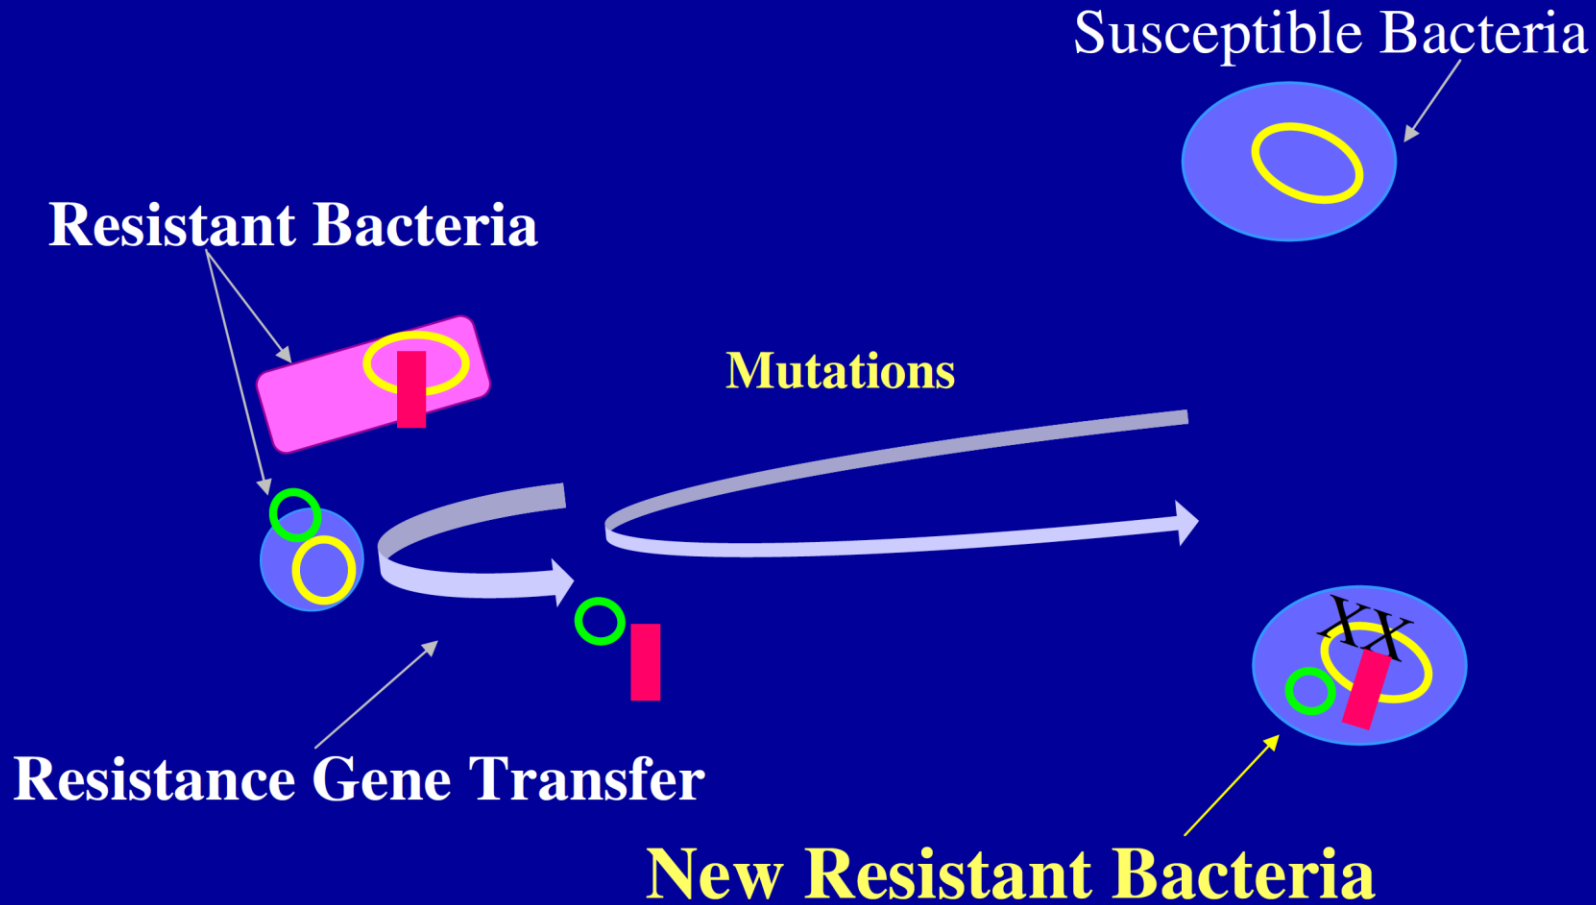 Susceptible Bacteria
Resistant Bacteria
Mutations
XX
Resistance Gene Transfer
New Resistant Bacteria